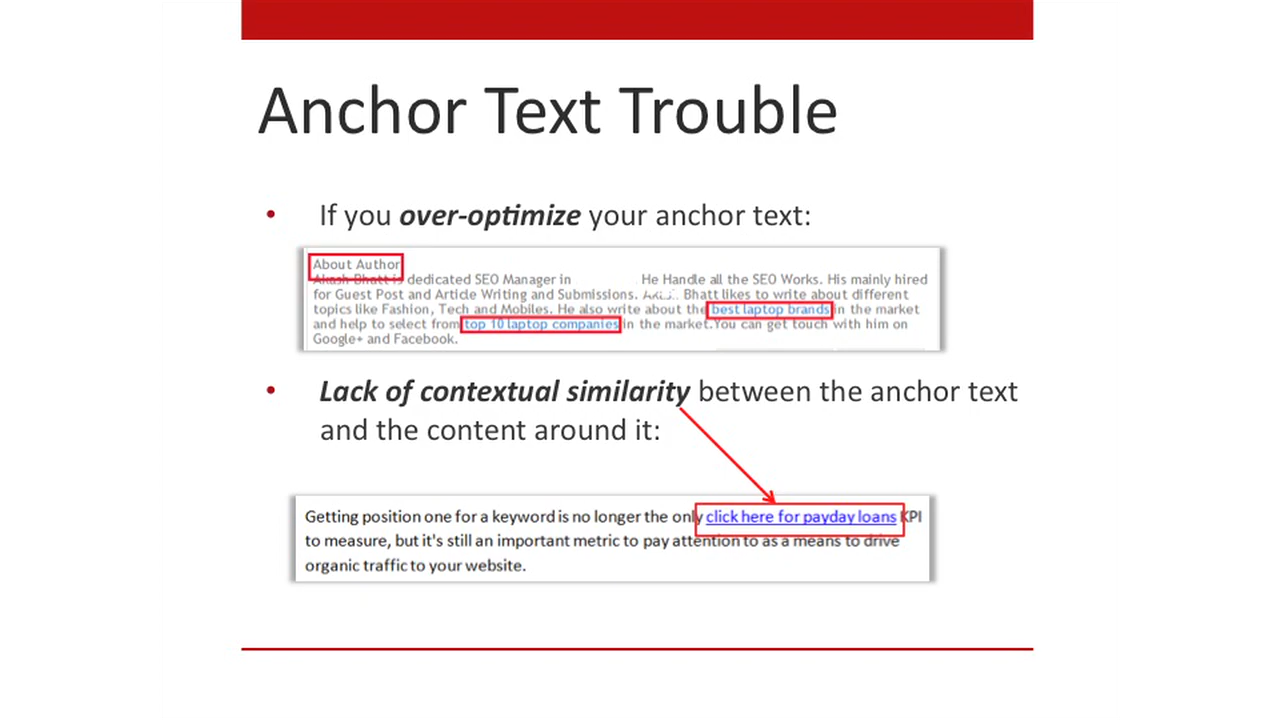 Anchor Text Trouble
• If you over-optimize your anchor text:
About Author
Akash Bhatt is dedicated SEO Manager in He Handle all the SEO Works. His mainly hired
for Guest Post and Article Writing and Submissions. Bhatt likes to write about different
topics like Fashion, Tech and Mobiles. He also write about the best laptop brands in the market
and help to select from top 10 laptop companies in the market.You can get touch with him on
Google+ and Facebook.
• Lack of contextual similarity between the anchor text
and the content around it:
Getting position one for a keyword is no longer the only click here for payday loans KPI
to measure, but it's still an important metric to pay attention to as a means to drive
organic traffic to your website.